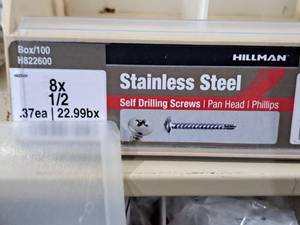 Box/100
H822600
HILLMAN
8x
1/2
.37ea | 22.99bx
Stainless Steel
Self Drilling Screws | Pan Head | Phillips